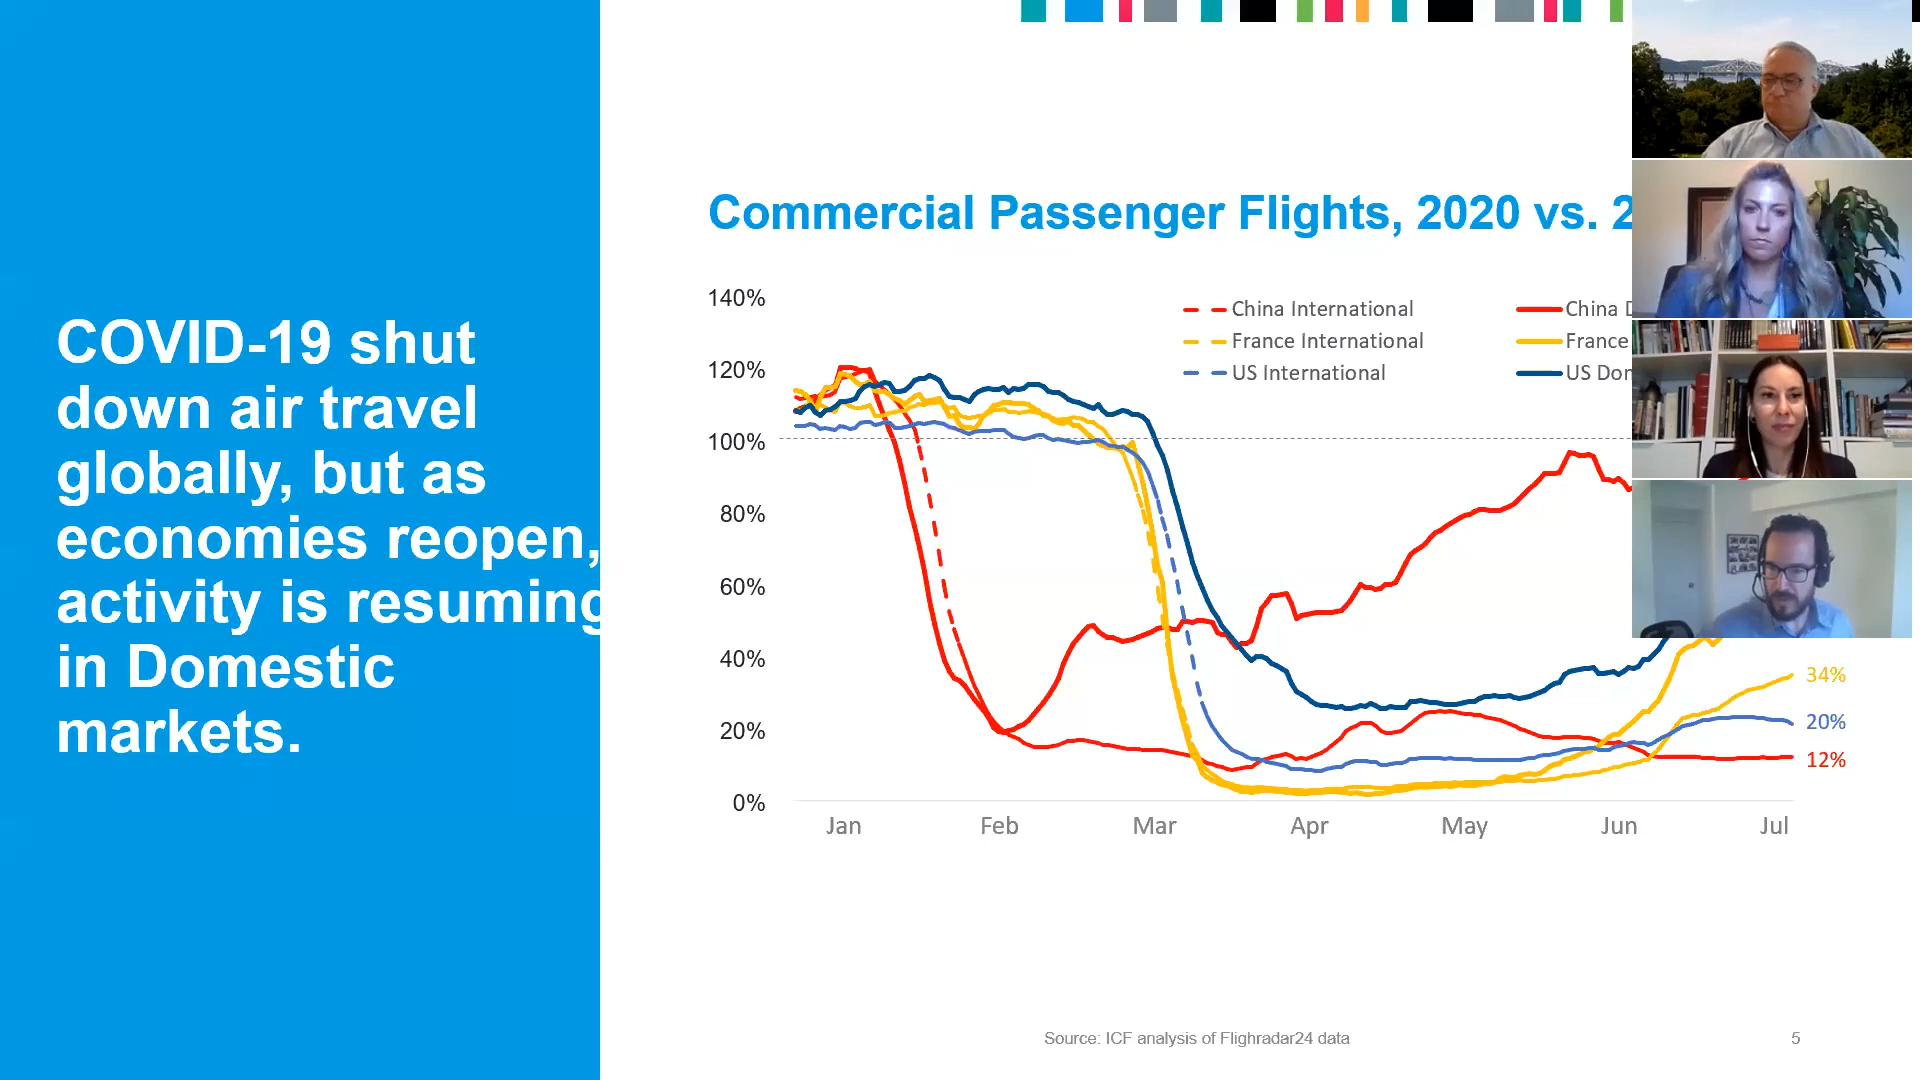 COVID-19 shut
down air travel
globally, but as
economies reopen,
activity is resuming
in Domestic
markets.
Commercial Passenger Flights, 2020 vs. 2
140%
120%
100%
80%
60%
40%
20%
0%
China International
China D
France International
France
US International
US Dom
34%
20%
12%
Jan Feb Mar Apr May Jun Jul
Source: ICF analysis of Flighradar24 data
5